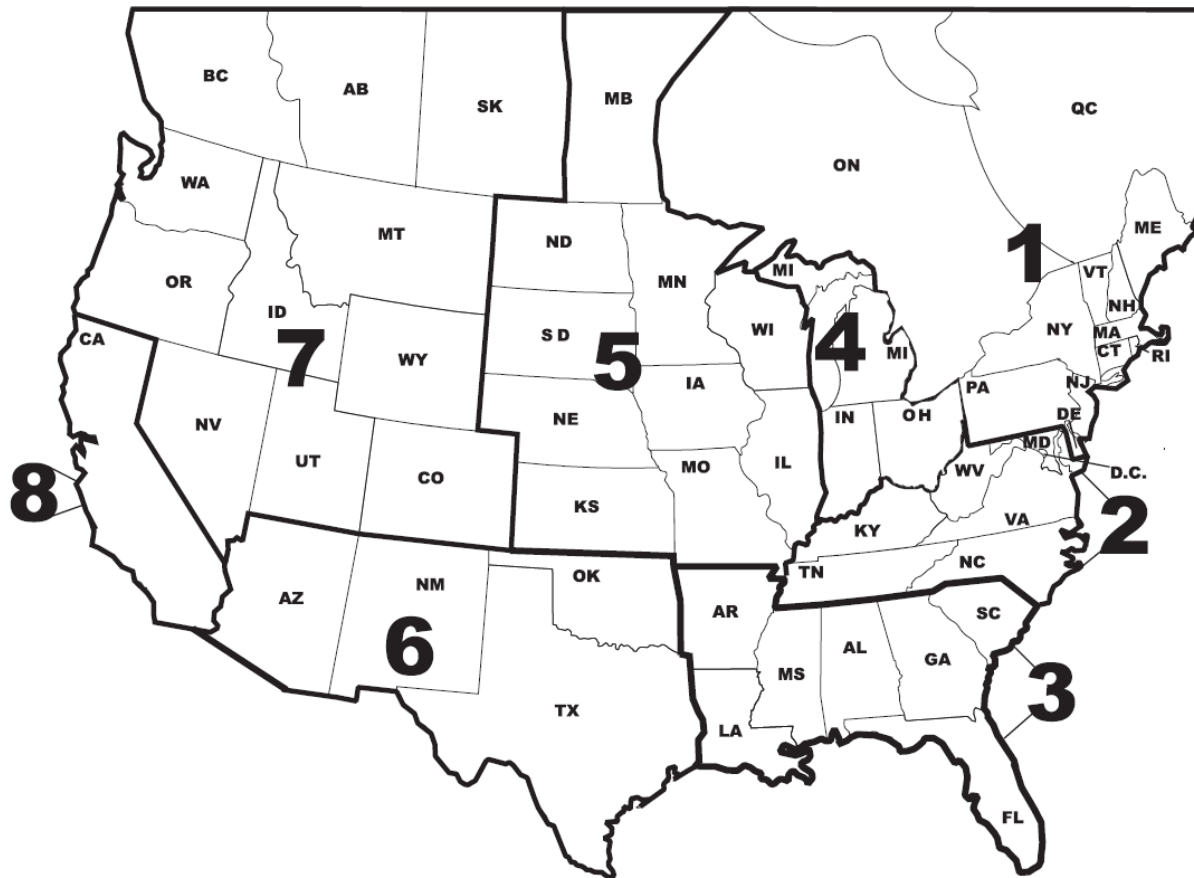 BC
AB
SK
MB
ON
QC
WA
MT
ND
MN
MI
ME
VT
NH
OR
ID
SD
WI
MI
NY
MA
CT
RI
1
CA
7
WY
5
4
IA
NE
PA
NJ
DE
IN
OH
MD
D.C.
NV
UT
CO
KS
MO
IL
WV
VA
8
2
KY
AZ
NM
OK
TN
NC
AR
SC
6
MS
AL
GA
3
TX
LA
FL